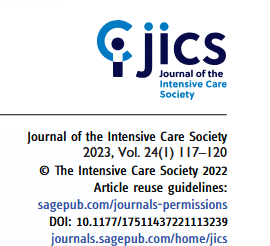 jics
Journal of the
Intensive Care
Society
Journal of the Intensive Care Society
2023, Vol. 24(1) 117–120
© The Intensive Care Society 2022
Article reuse guidelines:
sagepub.com/journals-permissions
DOI: 10.1177/17511437221113239
journals.sagepub.com/home/jics